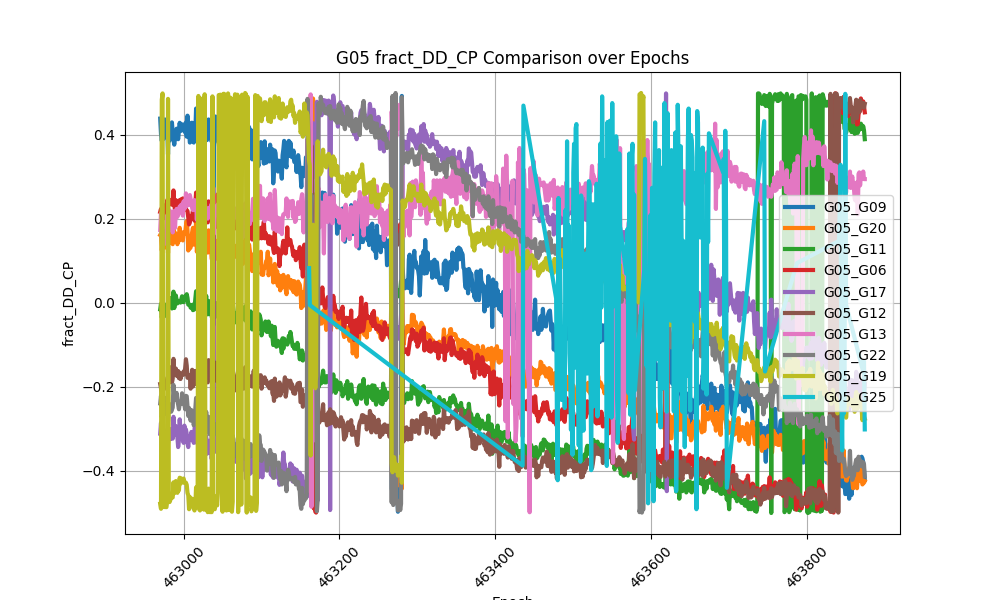 G05 fract_DD_CP Comparison over Epochs
fract_DD_CP
0.4
0.2
0.0
−0.2
−0.4
463000
463200
463400
463600
463800
Epoch
G05_G09
G05_G20
G05_G11
G05_G06
G05_G17
G05_G12
G05_G13
G05_G22
G05_G19
G05_G25